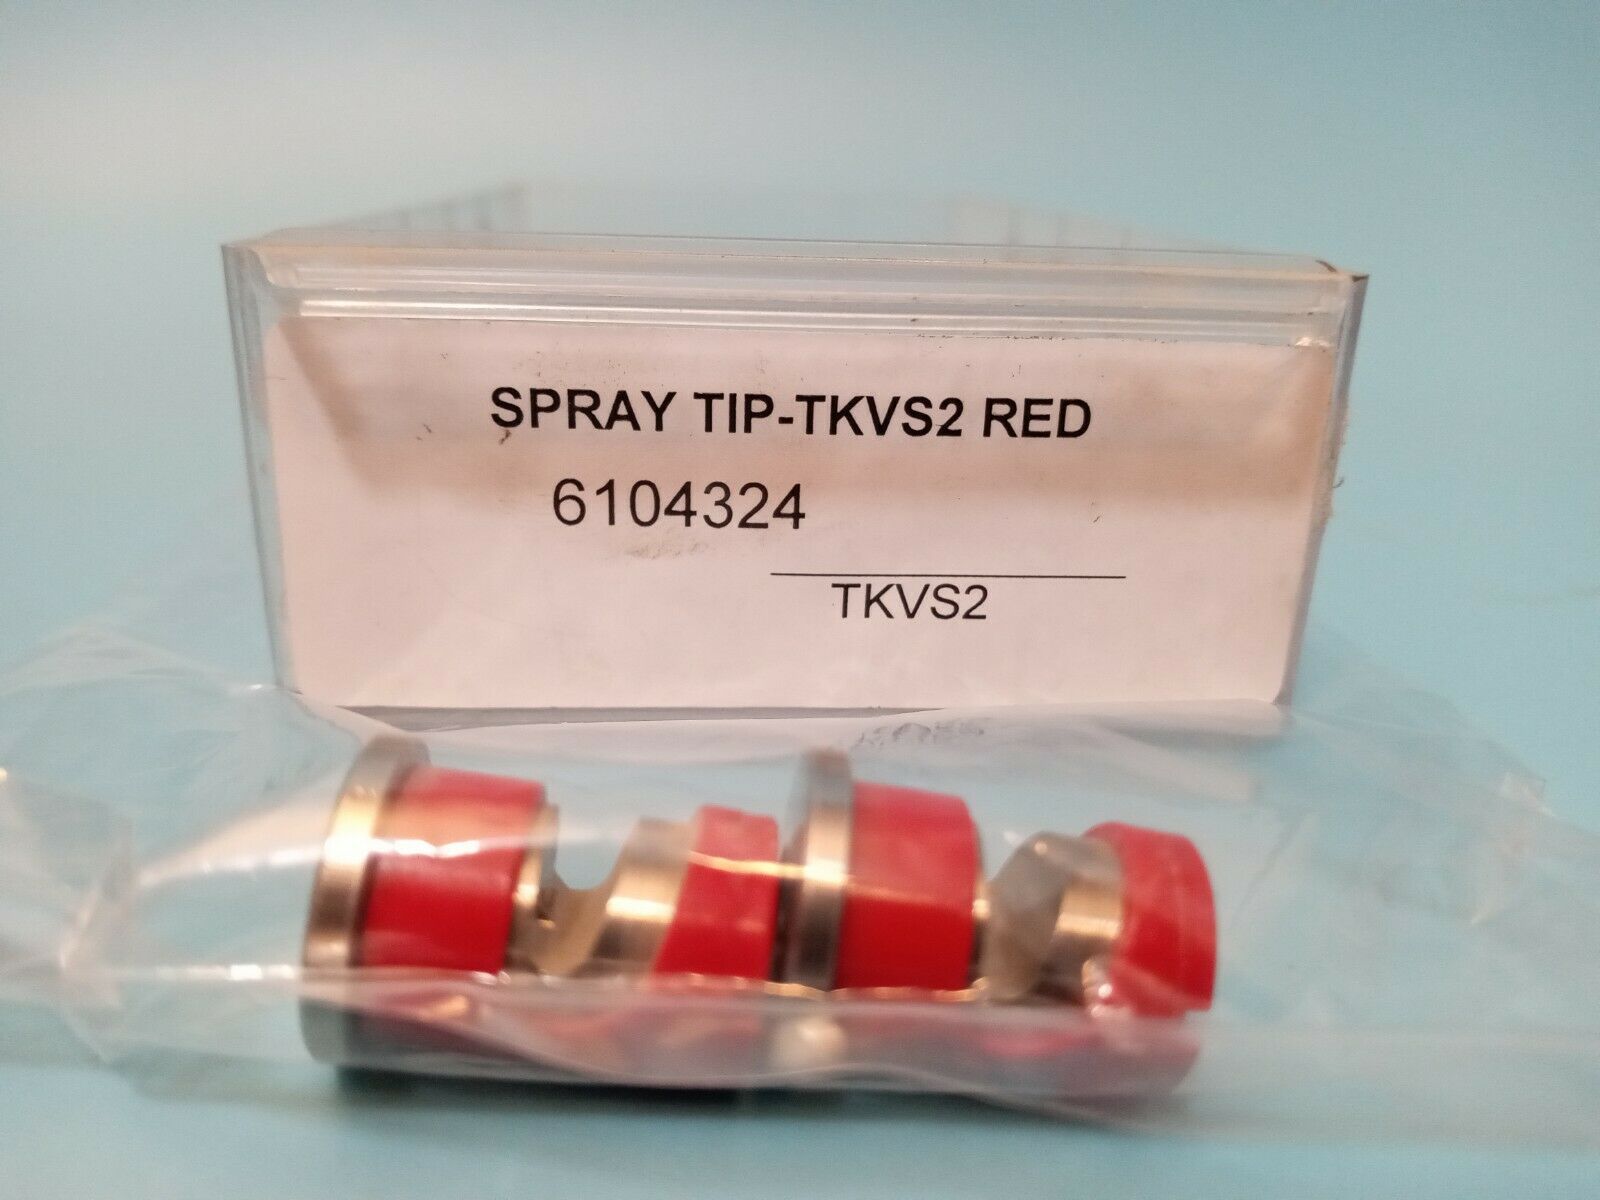 SPRAY TIP-TKVS2 RED
6104324
TKVS2